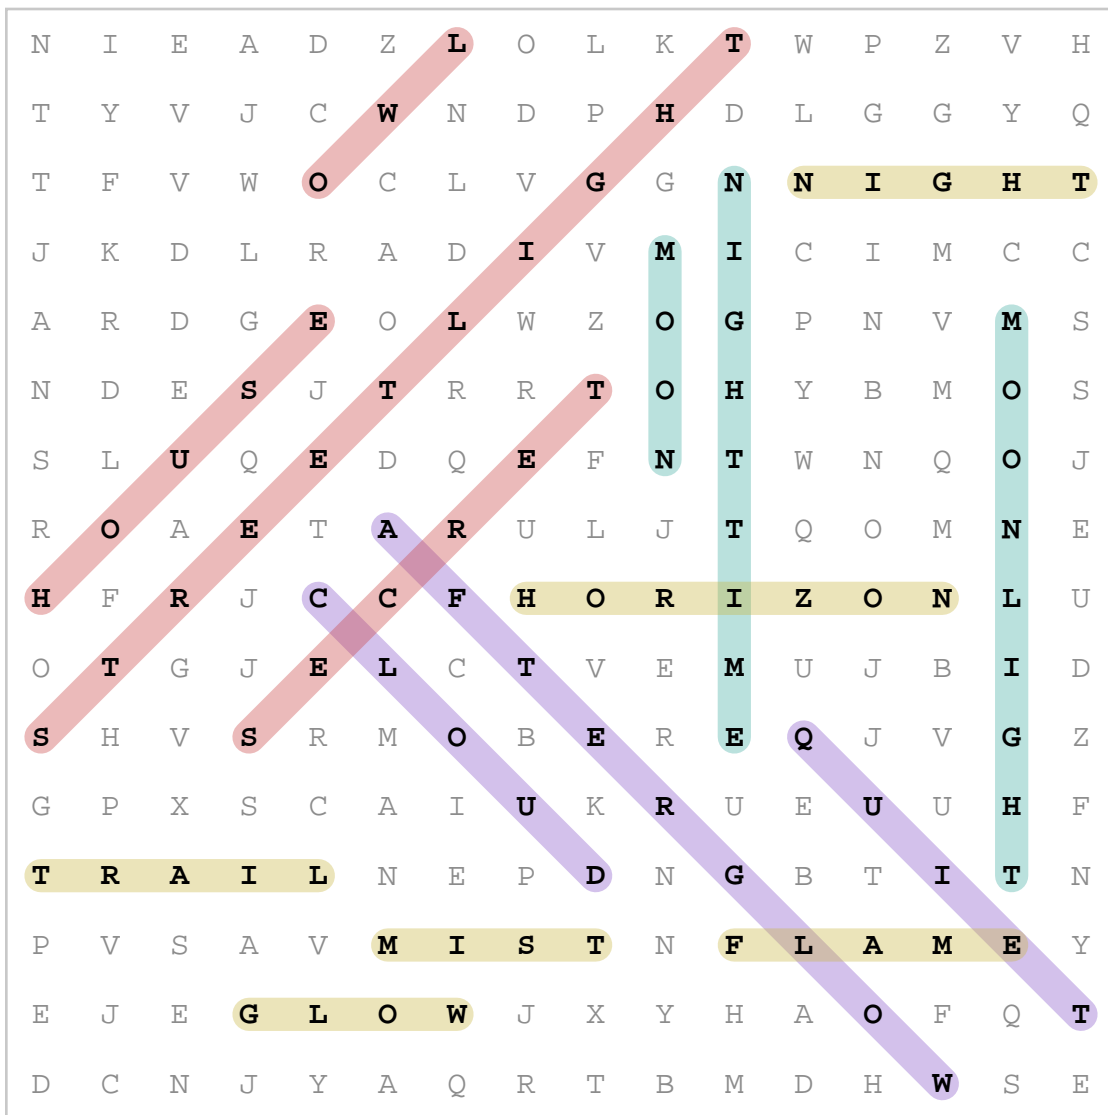 N I E A D Z L O L K T W P Z V H
T Y V J C W N D P H D L G G Y Q
T F V W O C L V G G N N I G H T
J K D L R A D I V M I C I M C C
A R D G E O L W Z O G P N V M S
N D E S J T R R T O H Y B M O S
S L U Q E D Q E F N T W N Q O J
R O A E T A R U L J T Q O M N E
H F R J C C F H O R I Z O N L U
O T G J E L C T V E M U J B I D
S H V S R M O B E R E Q J V G Z
G P X S C A I U K R U E U U H F
T R A I L N E P D N G B T I T N
P V S A V M I S T N F L A M E Y
E J E G L O W J X Y H A O F Q T
D C N J Y A Q R T B M D H W S E